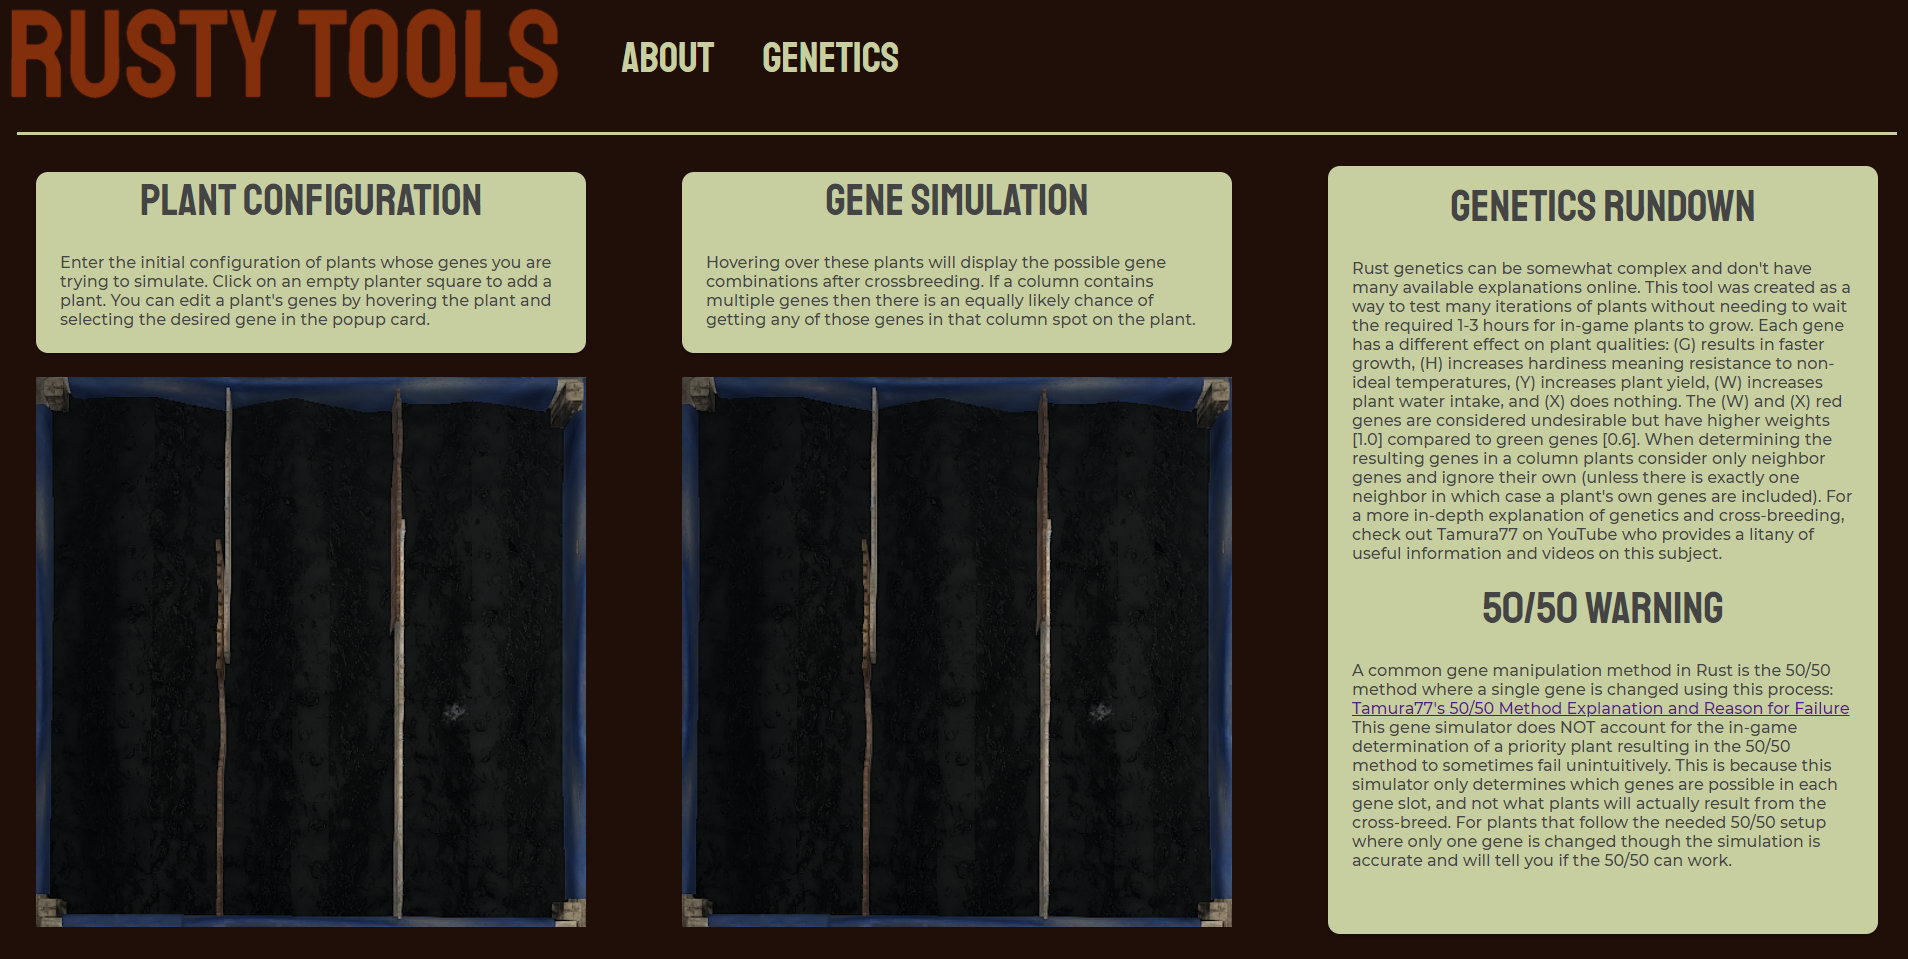 RUSTY TOOLS
ABOUT
GENETICS
PLANT CONFIGURATION
Enter the initial configuration of plants whose genes you are
trying to simulate. Click on an empty planter square to add a
plant. You can edit a plant's genes by hovering the plant and
selecting the desired gene in the popup card.
GENE SIMULATION
Hovering over these plants will display the possible gene
combinations after crossbreeding. If a column contains
multiple genes then there is an equally likely chance of
getting any of those genes in that column spot on the plant.
GENETICS RUNDOWN
Rust genetics can be somewhat complex and don't have
many available explanations online. This tool was created as a
way to test many iterations of plants without needing to wait
the required 1-3 hours for in-game plants to grow. Each gene
has a different effect on plant qualities: (G) results in faster
growth, (H) increases hardiness meaning resistance to non-
ideal temperatures, (Y) increases plant yield, (W) increases
plant water intake, and (X) does nothing. The (W) and (X) red
genes are considered undesirable but have higher weights
[1.0] compared to green genes [0.6]. When determining the
resulting genes in a column plants consider only neighbor
genes and ignore their own (unless there is exactly one
neighbor in which case a plant's own genes are included). For
a more in-depth explanation of genetics and cross-breeding,
check out Tamura77 on YouTube who provides a litany of
useful information and videos on this subject.
50/50 WARNING
A common gene manipulation method in Rust is the 50/50
method where a single gene is changed using this process:
Tamura77's 50/50 Method Explanation and Reason for Failure
This gene simulator does NOT account for the in-game
determination of a priority plant resulting in the 50/50
method to sometimes fail unintuitively. This is because this
simulator only determines which genes are possible in each
gene slot, and not what plants will actually result from the
cross-breed. For plants that follow the needed 50/50 setup
where only one gene is changed though the simulation is
accurate and will tell you if the 50/50 can work.